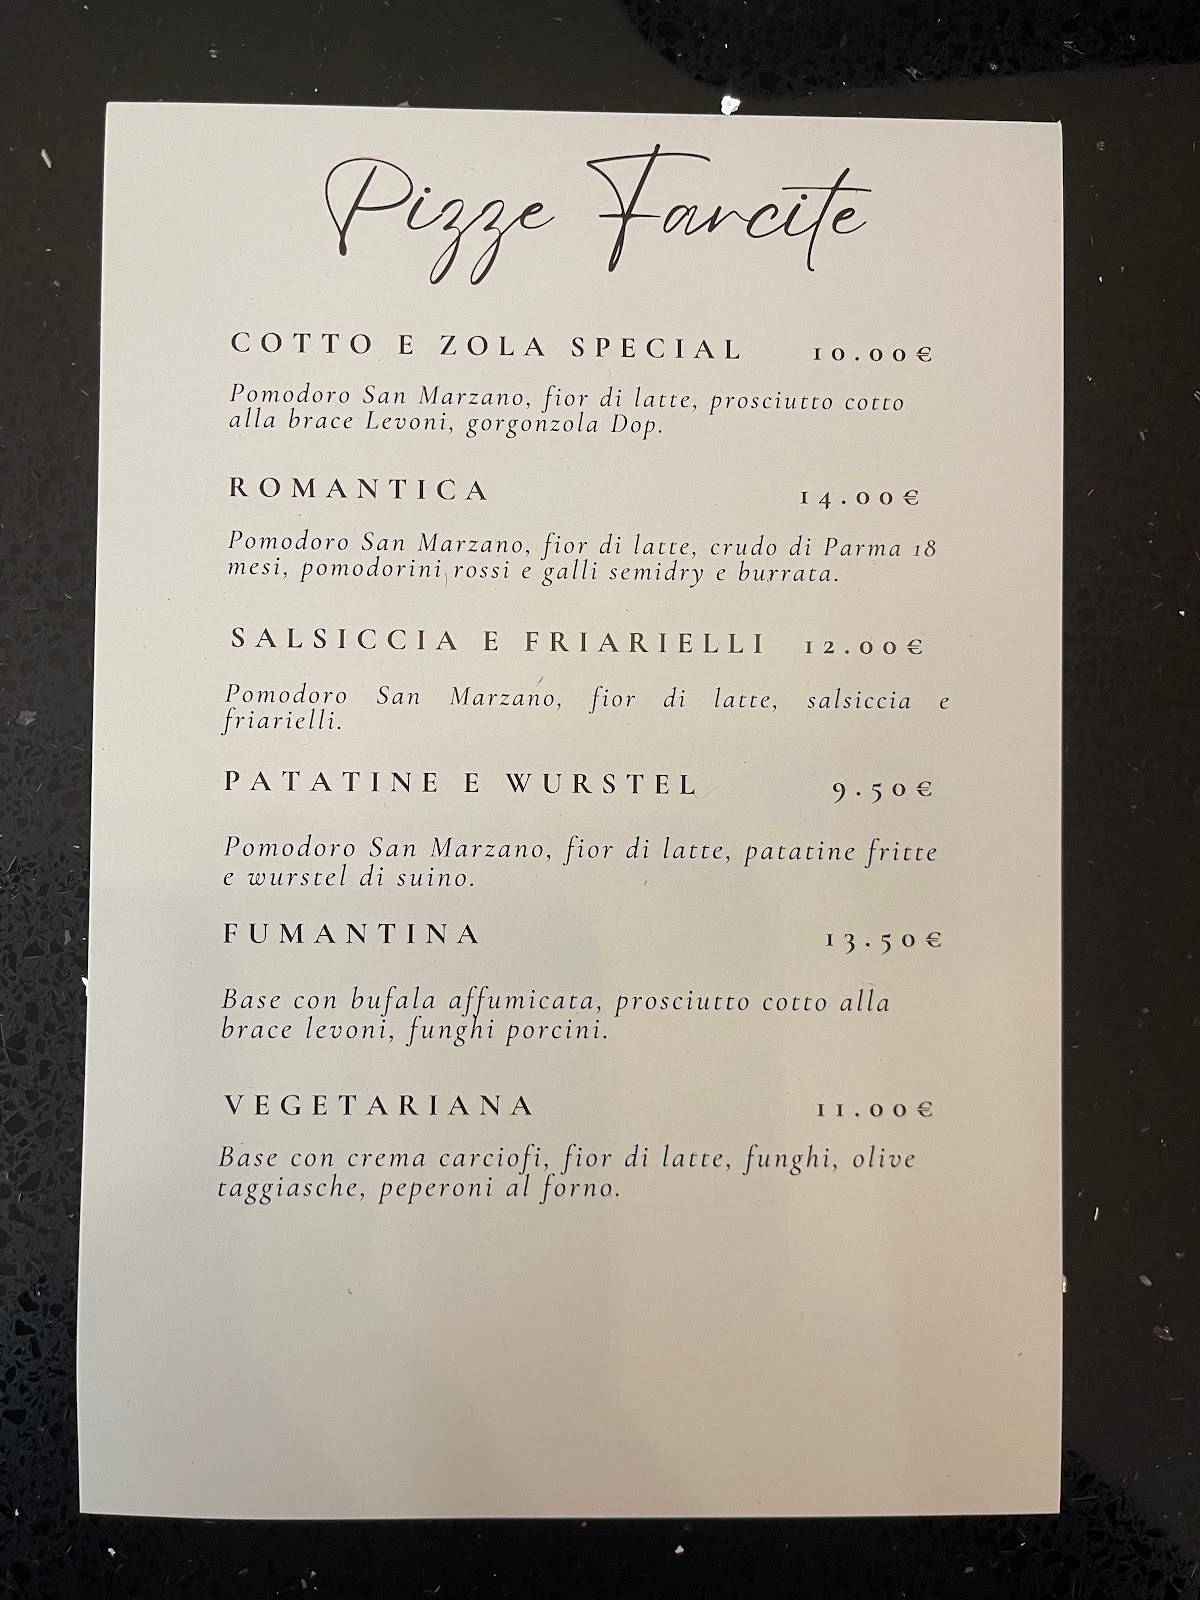 Pizze Farcite
COTTO E ZOLA SPECIAL 10.00€
Pomodoro San Marzano, fior di latte, prosciutto cotto
alla brace Levoni, gorgonzola Dop.
ROMANTICA 14.00€
Pomodoro San Marzano, fior di latte, crudo di Parma 18
mesi, pomodorini rossi e galli semidry e burrata.
SALSICCIA E FRIARIELLI 12.00€
Pomodoro San Marzano, fior di latte, salsiccia e
friarielli.
PATATINE E WURSTEL 9.50€
Pomodoro San Marzano, fior di latte, patatine fritte
e wurstel di suino.
FUMANTINA 13.50€
Base con bufala affumicata, prosciutto cotto alla
brace levoni, funghi porcini.
VEGETARIANA 11.00€
Base con crema carciofi, fior di latte, funghi, olive
taggiasche, peperoni al forno.